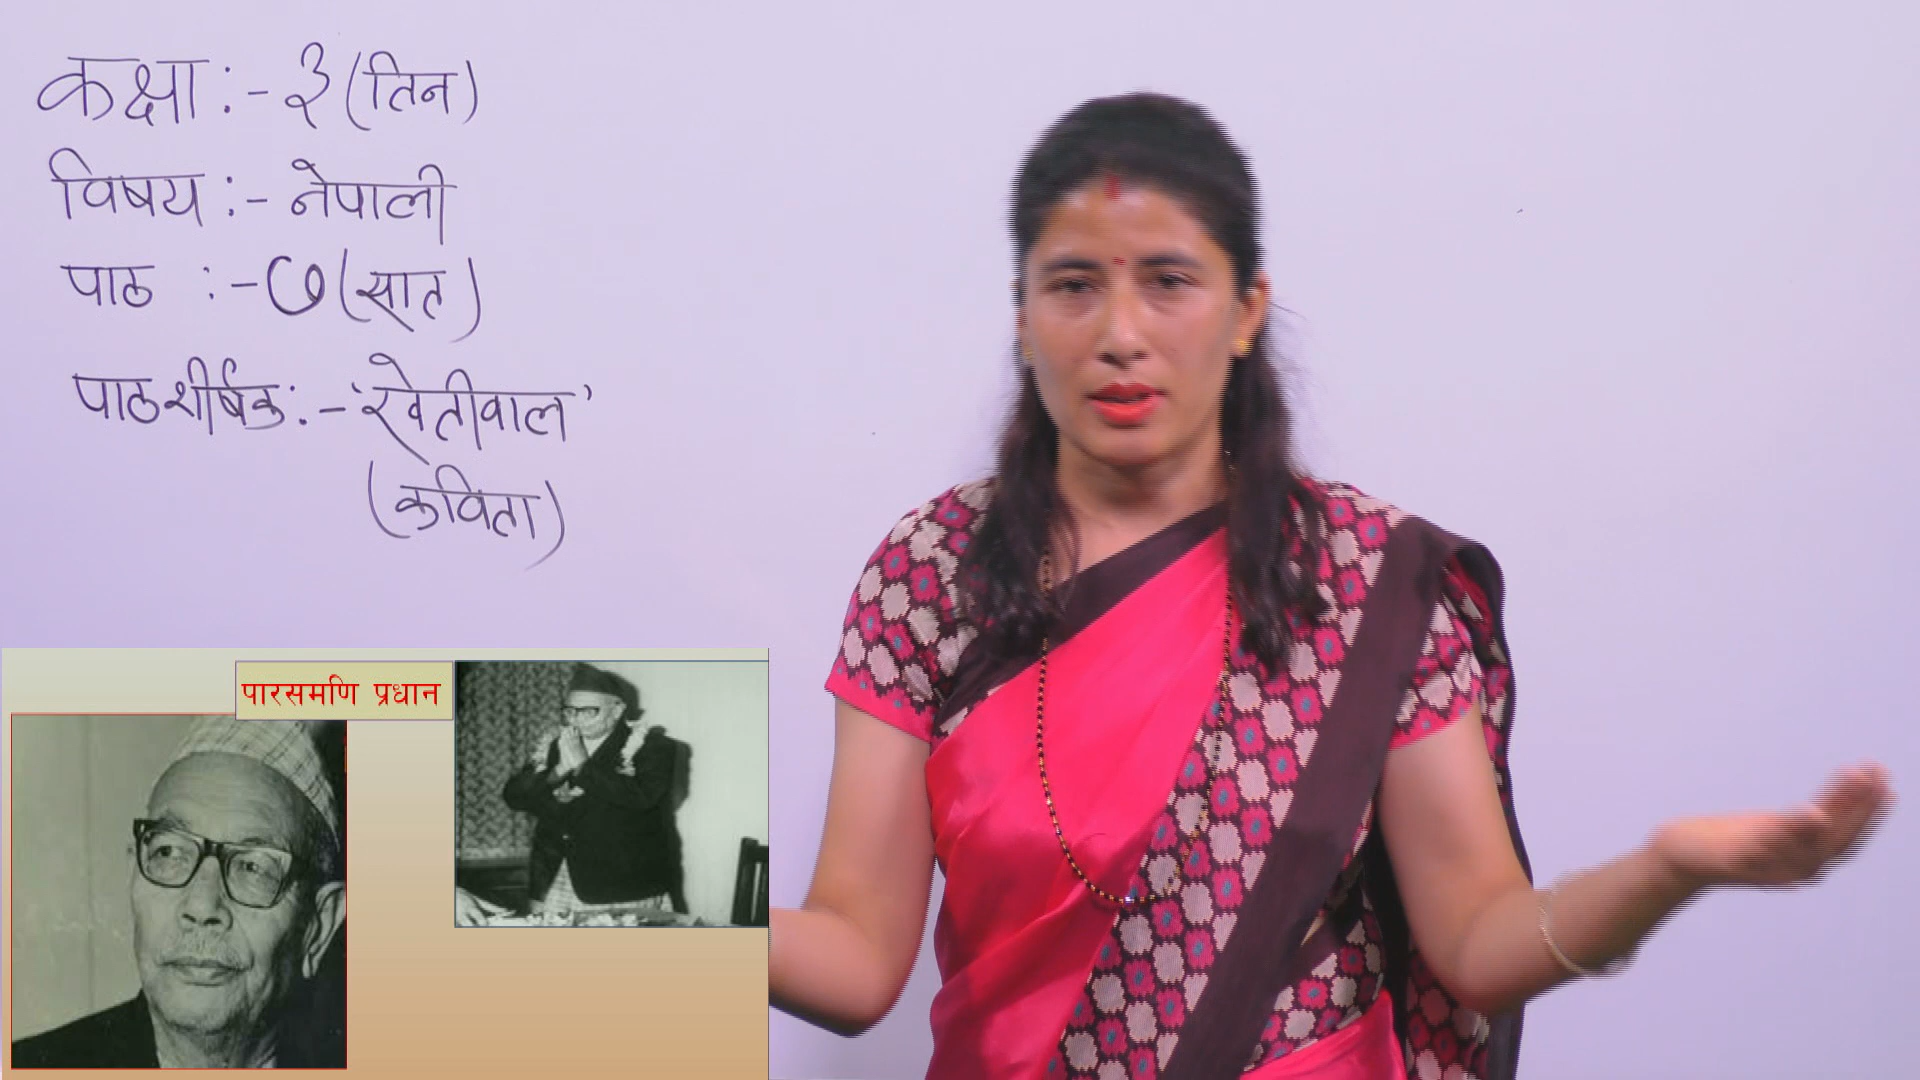 कक्षा :- ३ (तिन)
विषय :- नेपाली
पाठ :- ७ (सात)
पाठशीर्षक :- 'खेतीवाल'
(कविता)
पारसमणि प्रधान